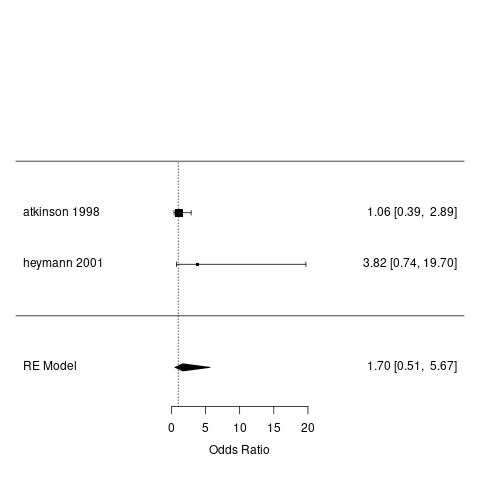 atkinson 1998 1.06 [0.39, 2.89]
heymann 2001 3.82 [0.74, 19.70]
RE Model 1.70 [0.51, 5.67]
0 5 10 15 20
Odds Ratio